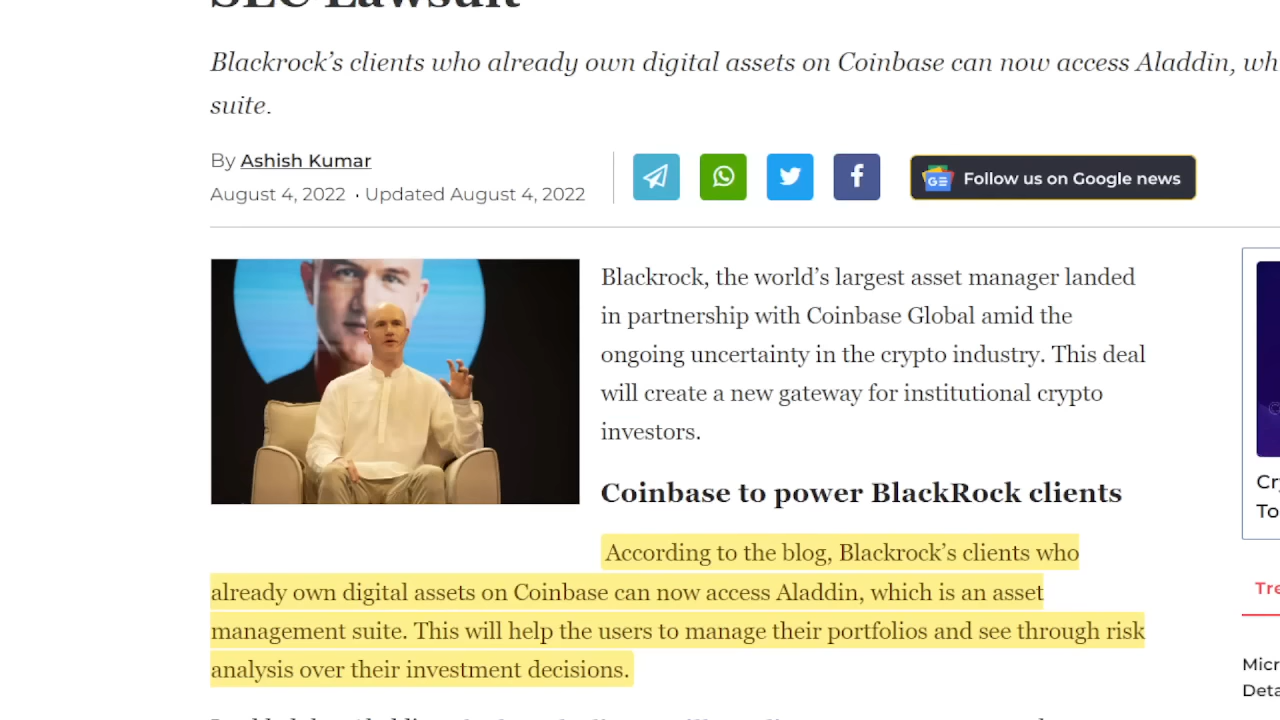 SEC Lawsuit
Blackrock’s clients who already own digital assets on Coinbase can now access Aladdin, wh
suite.
By Ashish Kumar
August 4, 2022 · Updated August 4, 2022
GE Follow us on Google news
Blackrock, the world’s largest asset manager landed
in partnership with Coinbase Global amid the
ongoing uncertainty in the crypto industry. This deal
will create a new gateway for institutional crypto
investors.
Coinbase to power BlackRock clients
According to the blog, Blackrock’s clients who
already own digital assets on Coinbase can now access Aladdin, which is an asset
management suite. This will help the users to manage their portfolios and see through risk
analysis over their investment decisions.
Cr
To
Tre
Micr
Deta